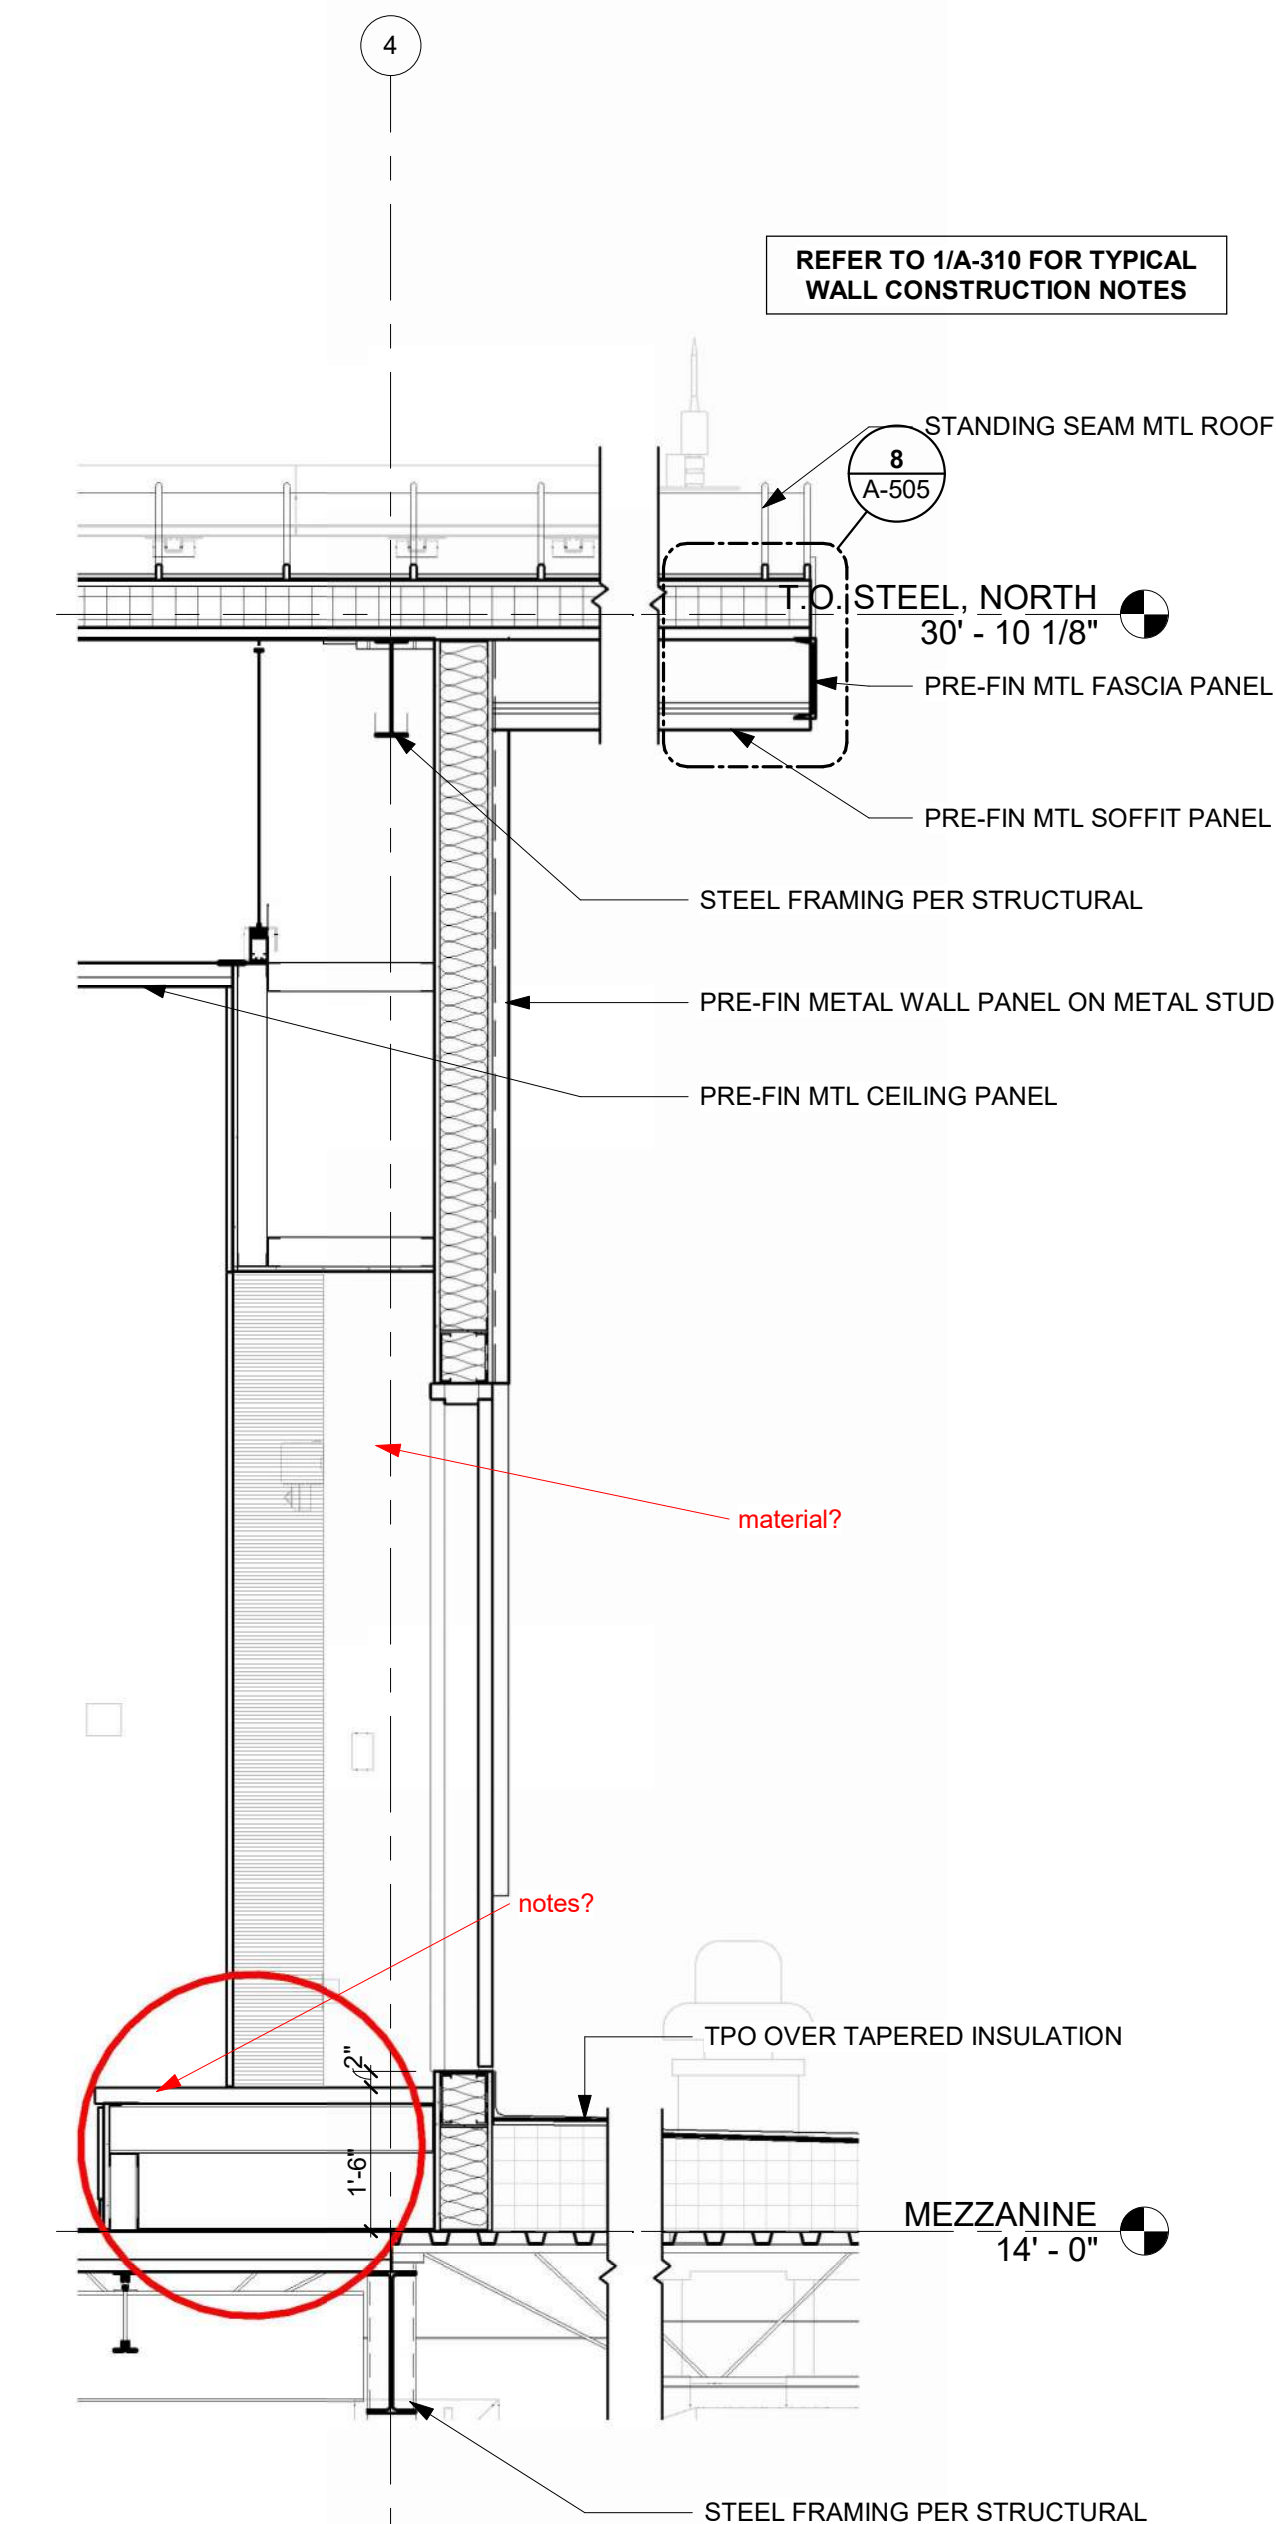 4
REFER TO 1/A-310 FOR TYPICAL
WALL CONSTRUCTION NOTES
STANDING SEAM MTL ROOF
8
A-505
T.O. STEEL, NORTH
30' - 10 1/8"
PRE-FIN MTL FASCIA PANEL
PRE-FIN MTL SOFFIT PANEL
STEEL FRAMING PER STRUCTURAL
PRE-FIN METAL WALL PANEL ON METAL STUD
PRE-FIN MTL CEILING PANEL
material?
notes?
TPO OVER TAPERED INSULATION
2"
1'-6"
MEZZANINE
14' - 0"
STEEL FRAMING PER STRUCTURAL